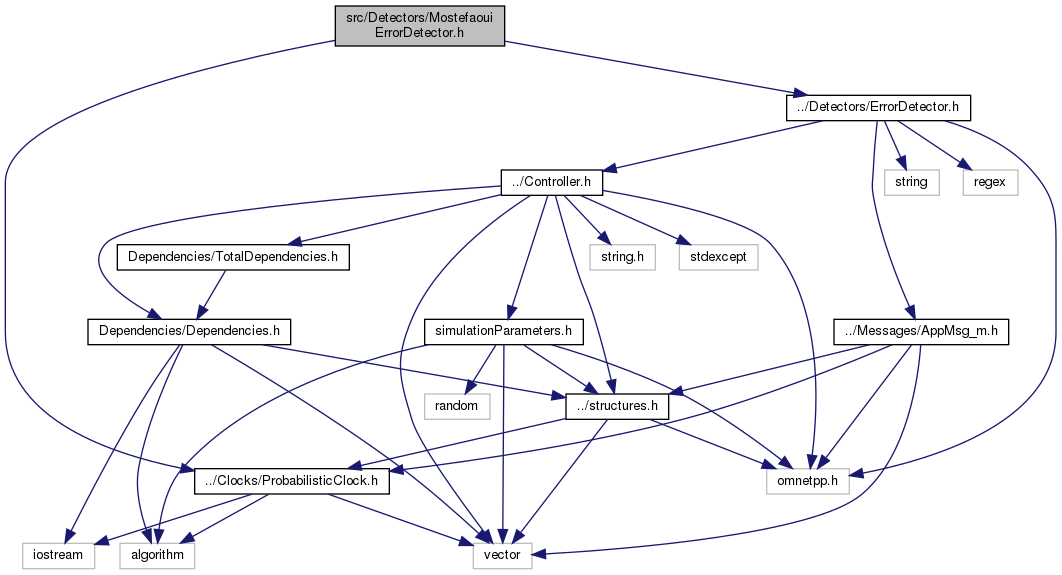 src/Detectors/Mostefaoui
ErrorDetector.h
../Detectors/ErrorDetector.h
../Controller.h
string
regex
Dependencies/TotalDependencies.h
string.h
stdexcept
Dependencies/Dependencies.h
simulationParameters.h
../Messages/AppMsg_m.h
random
../structures.h
../Clocks/ProbabilisticClock.h
omnetpp.h
iostream
algorithm
vector